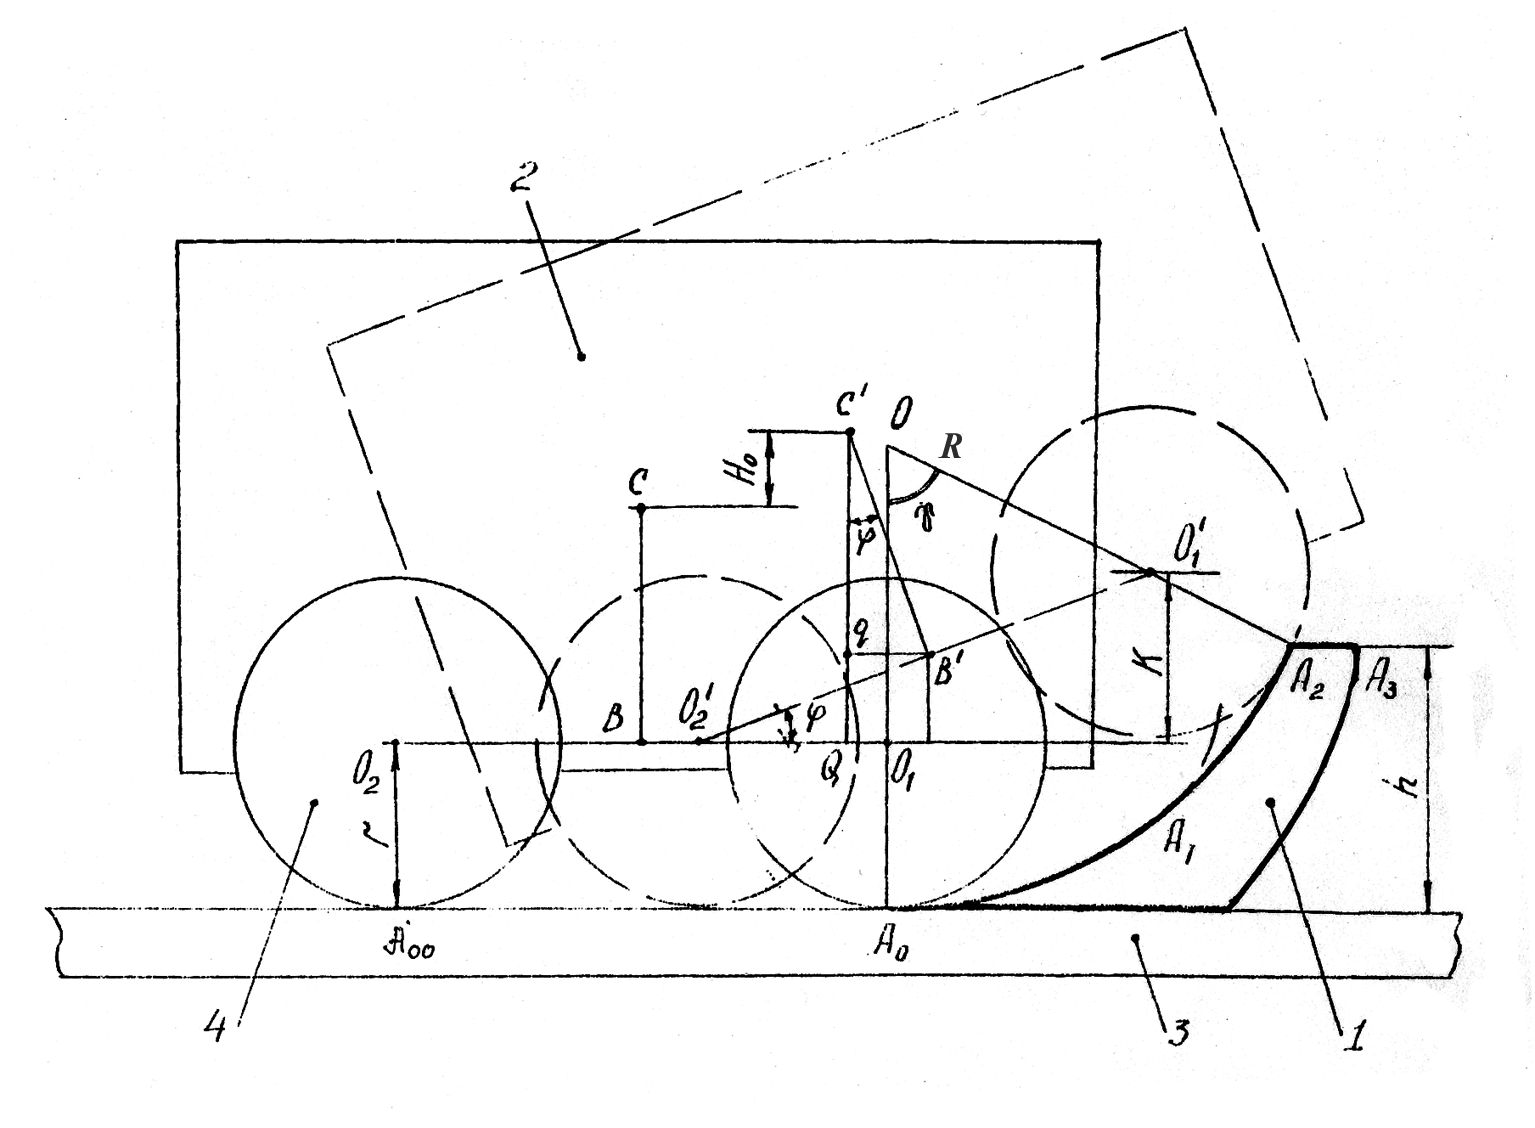 2
C' O
R
H₀
C
φ
γ
O₁'
q
B'
K
B
O₂'
φ
A₂
A₃
O₂
Q
O₁
h
r
A₁
A₀₀
A₀
4
3
1